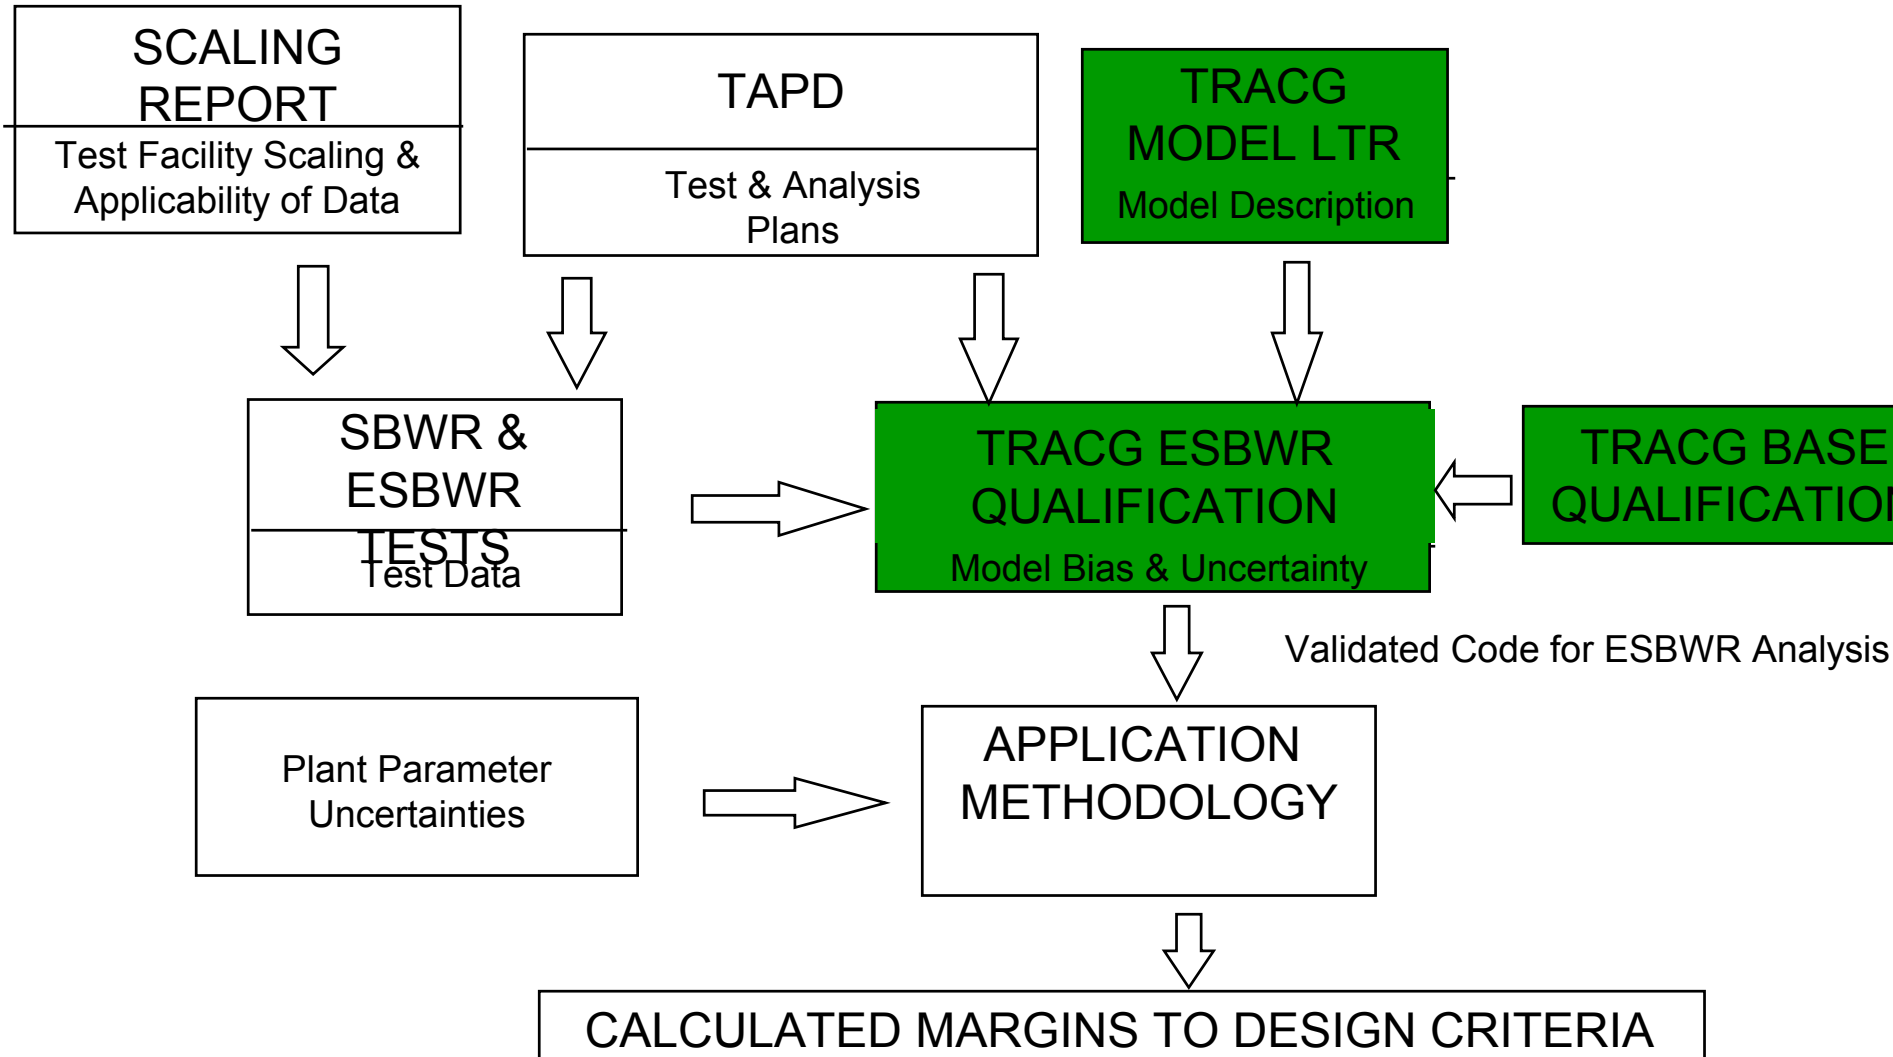 SCALING
REPORT
Test Facility Scaling &
Applicability of Data
TAPD
Test & Analysis
Plans
TRACG
MODEL LTR
Model Description
SBWR &
ESBWR
TESTS
Test Data
TRACG ESBWR
QUALIFICATION
Model Bias & Uncertainty
TRACG BASE
QUALIFICATION
Validated Code for ESBWR Analysis
Plant Parameter
Uncertainties
APPLICATION
METHODOLOGY
CALCULATED MARGINS TO DESIGN CRITERIA